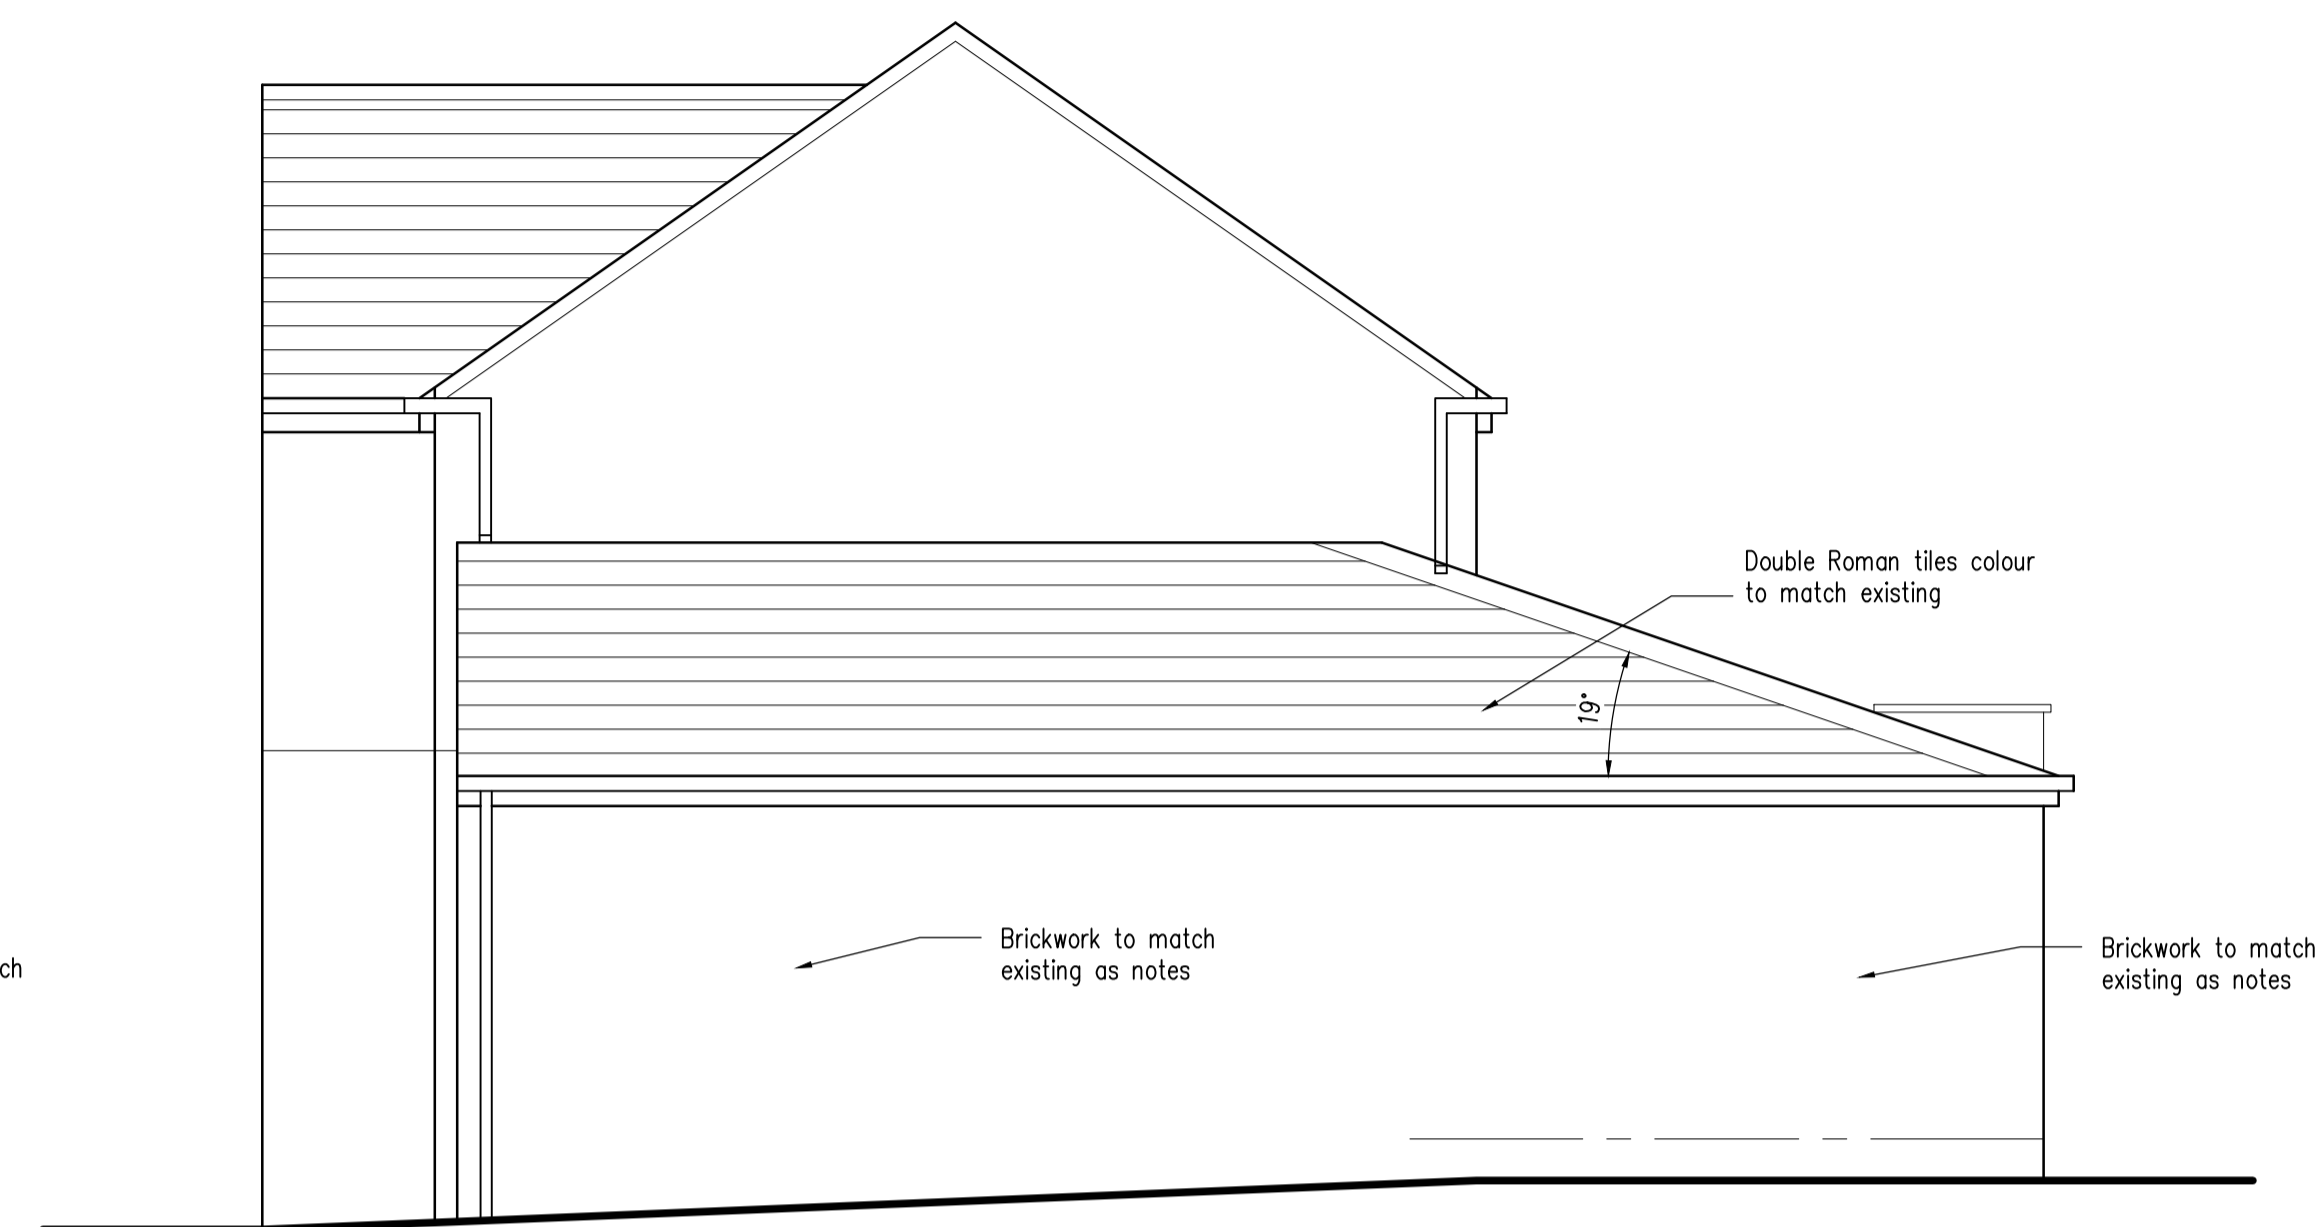 Double Roman tiles colour
to match existing
19°
Brickwork to match
existing as notes
Brickwork to match
existing as notes
ch